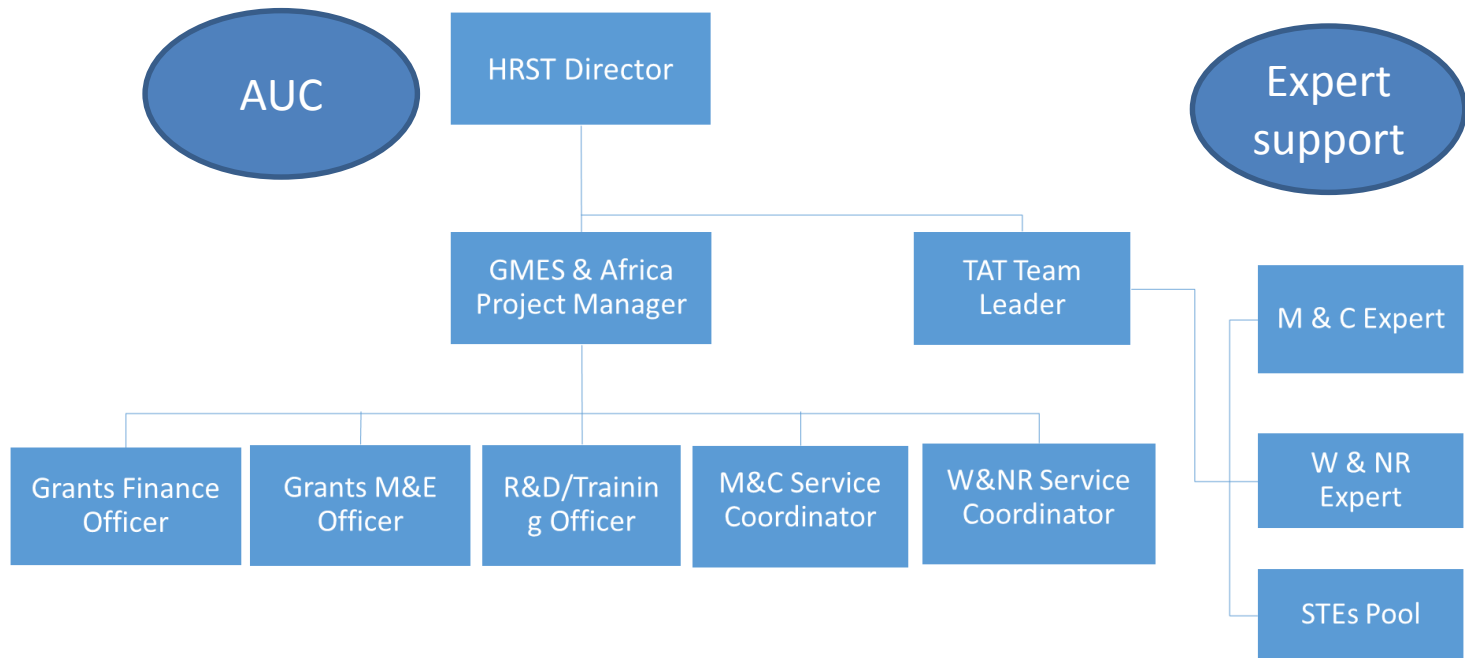 AUC
HRST Director
Expert
support
GMES & Africa
Project Manager
TAT Team
Leader
M & C Expert
Grants Finance
Officer
Grants M&E
Officer
R&D/Trainin
g Officer
M&C Service
Coordinator
W&NR Service
Coordinator
W & NR
Expert
STEs Pool